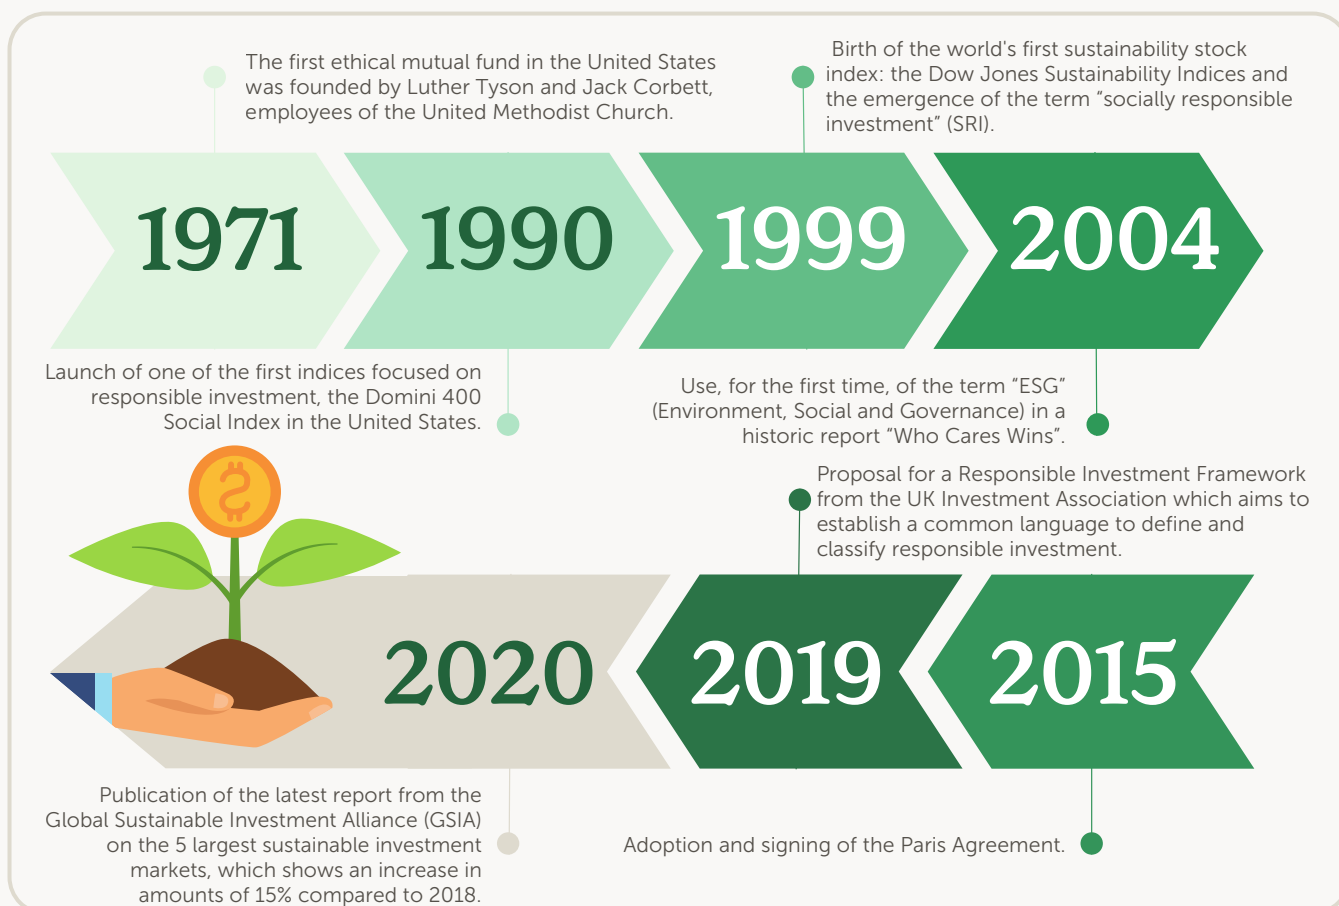 The first ethical mutual fund in the United States
was founded by Luther Tyson and Jack Corbett,
employees of the United Methodist Church.
Birth of the world's first sustainability stock
index: the Dow Jones Sustainability Indices and
the emergence of the term “socially responsible
investment” (SRI).
1971
1990
1999
2004
Launch of one of the first indices focused on
responsible investment, the Domini 400
Social Index in the United States.
Use, for the first time, of the term “ESG”
(Environment, Social and Governance) in a
historic report “Who Cares Wins”.
Proposal for a Responsible Investment Framework
from the UK Investment Association which aims to
establish a common language to define and
classify responsible investment.
2020
2019
2015
Publication of the latest report from the
Global Sustainable Investment Alliance (GSIA)
on the 5 largest sustainable investment
markets, which shows an increase in
amounts of 15% compared to 2018.
Adoption and signing of the Paris Agreement.